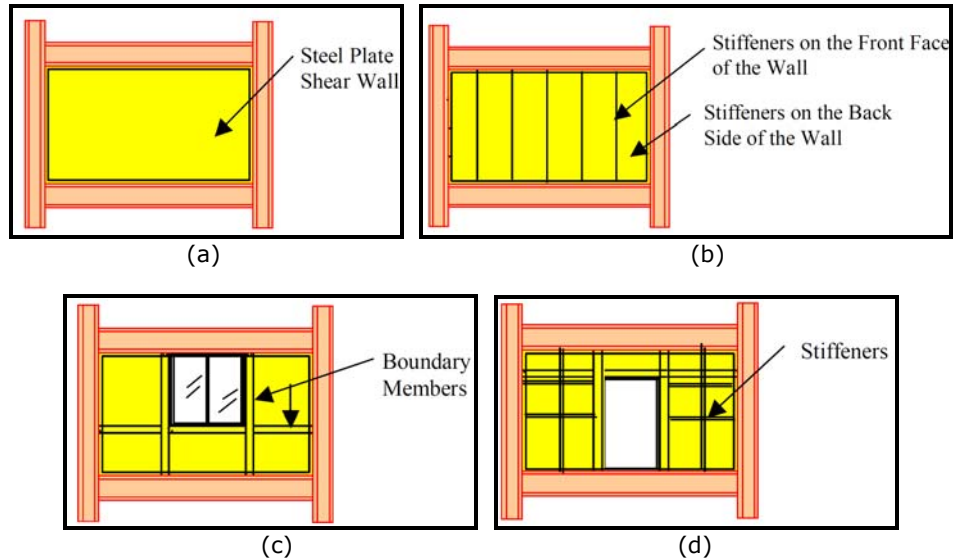 Steel Plate
Shear Wall
(a)
Stiffeners on the Front Face
of the Wall
Stiffeners on the Back
Side of the Wall
(b)
Boundary
Members
(c)
Stiffeners
(d)